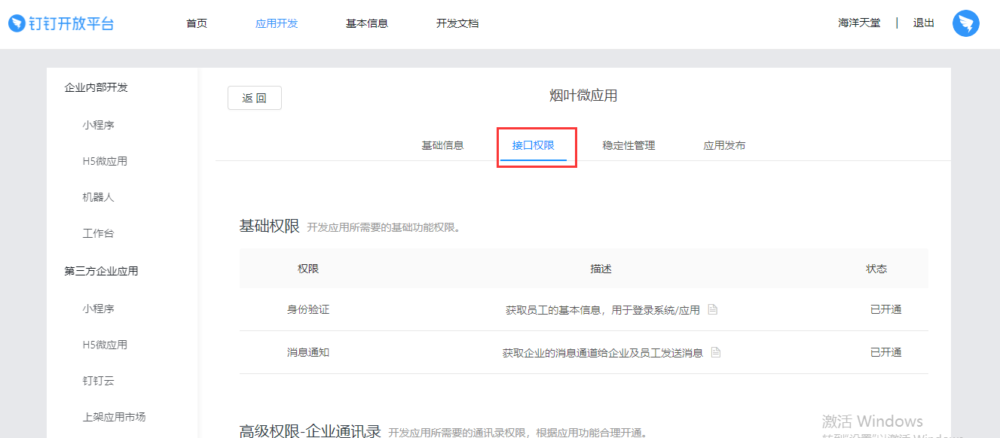 钉钉开放平台 首页 应用开发 基本信息 开发文档 海洋天堂 | 退出
企业内部开发
小程序
H5微应用
机器人
工作台
第三方企业应用
小程序
H5微应用
钉钉云
上架应用市场
返 回
烟叶微应用
基础信息 接口权限 稳定性管理 应用发布
基础权限 开发应用所需要的基础功能权限。
权限 描述 状态
身份验证 获取员工的基本信息，用于登录系统/应用 已开通
消息通知 获取企业的消息通道给企业及员工发送消息 已开通
高级权限-企业通讯录 开发应用所需要的通讯录权限，根据应用功能合理开通。
激活 Windows
转到"设置"以激活 Windows